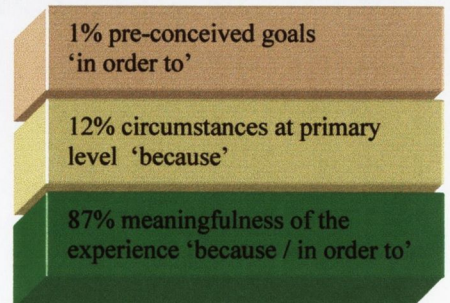 1% pre-conceived goals
‘in order to’
12% circumstances at primary
level ‘because’
87% meaningfulness of the
experience ‘because / in order to’